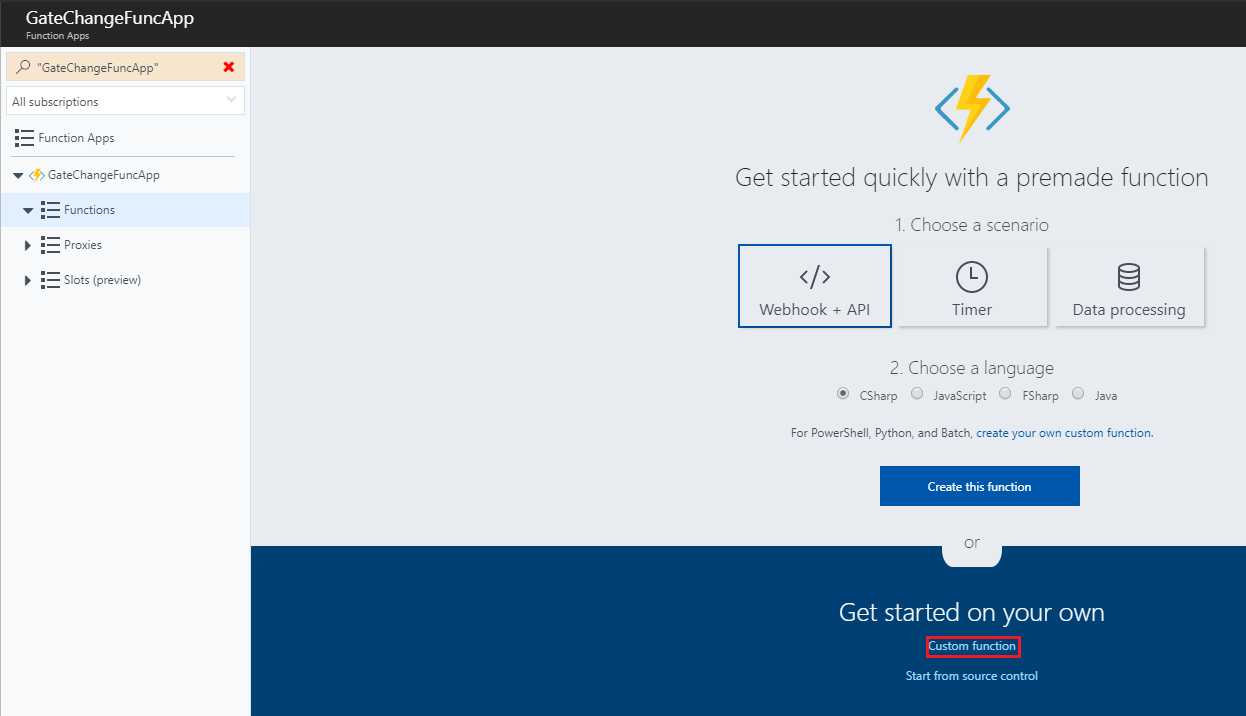 GateChangeFuncApp
Function Apps
"GateChangeFuncApp"
All subscriptions
Function Apps
GateChangeFuncApp
Functions
Proxies
Slots (preview)
Get started quickly with a premade function
1. Choose a scenario
Webhook + API
Timer
Data processing
2. Choose a language
CSharp JavaScript FSharp Java
For PowerShell, Python, and Batch, create your own custom function.
Create this function
or
Get started on your own
Custom function
Start from source control